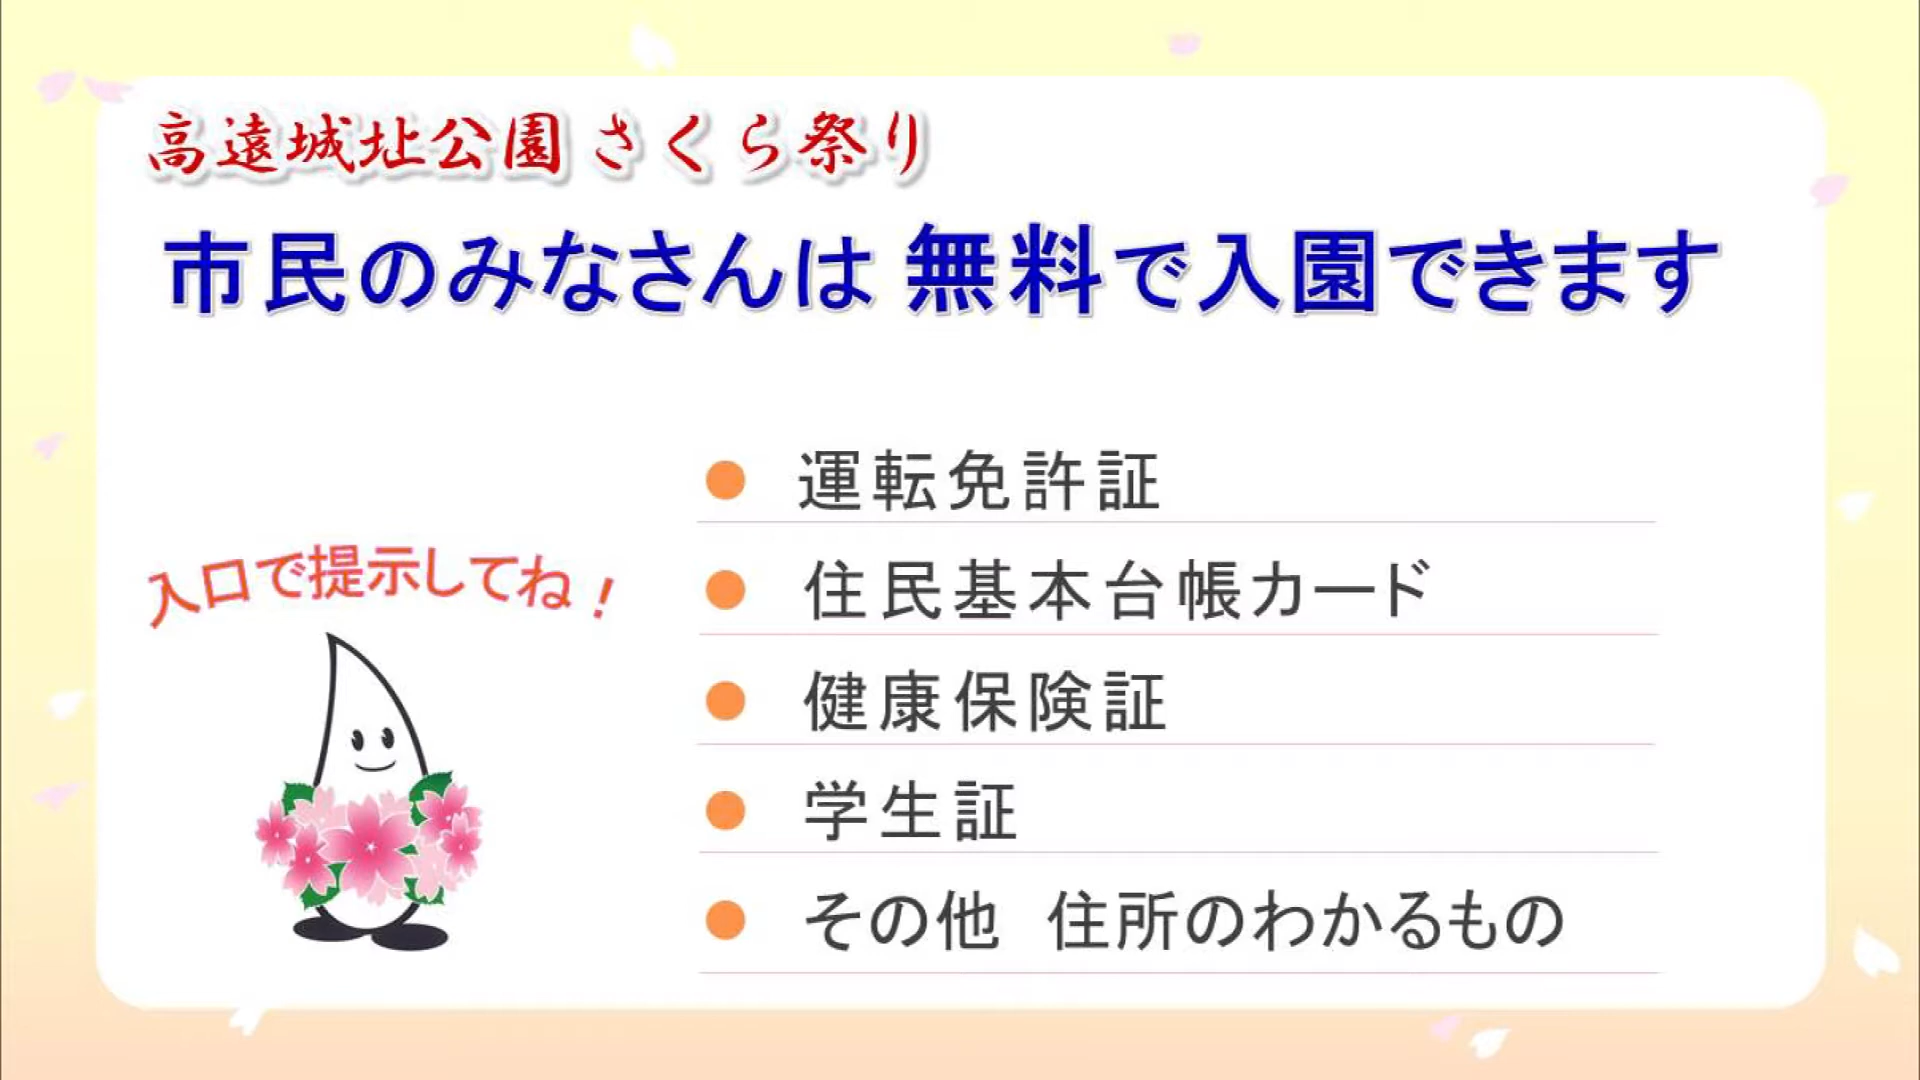 高遠城址公園 さくら祭り
市民のみなさんは 無料で入園できます
入口で提示してね！
● 運転免許証
● 住民基本台帳カード
● 健康保険証
● 学生証
● その他 住所のわかるもの